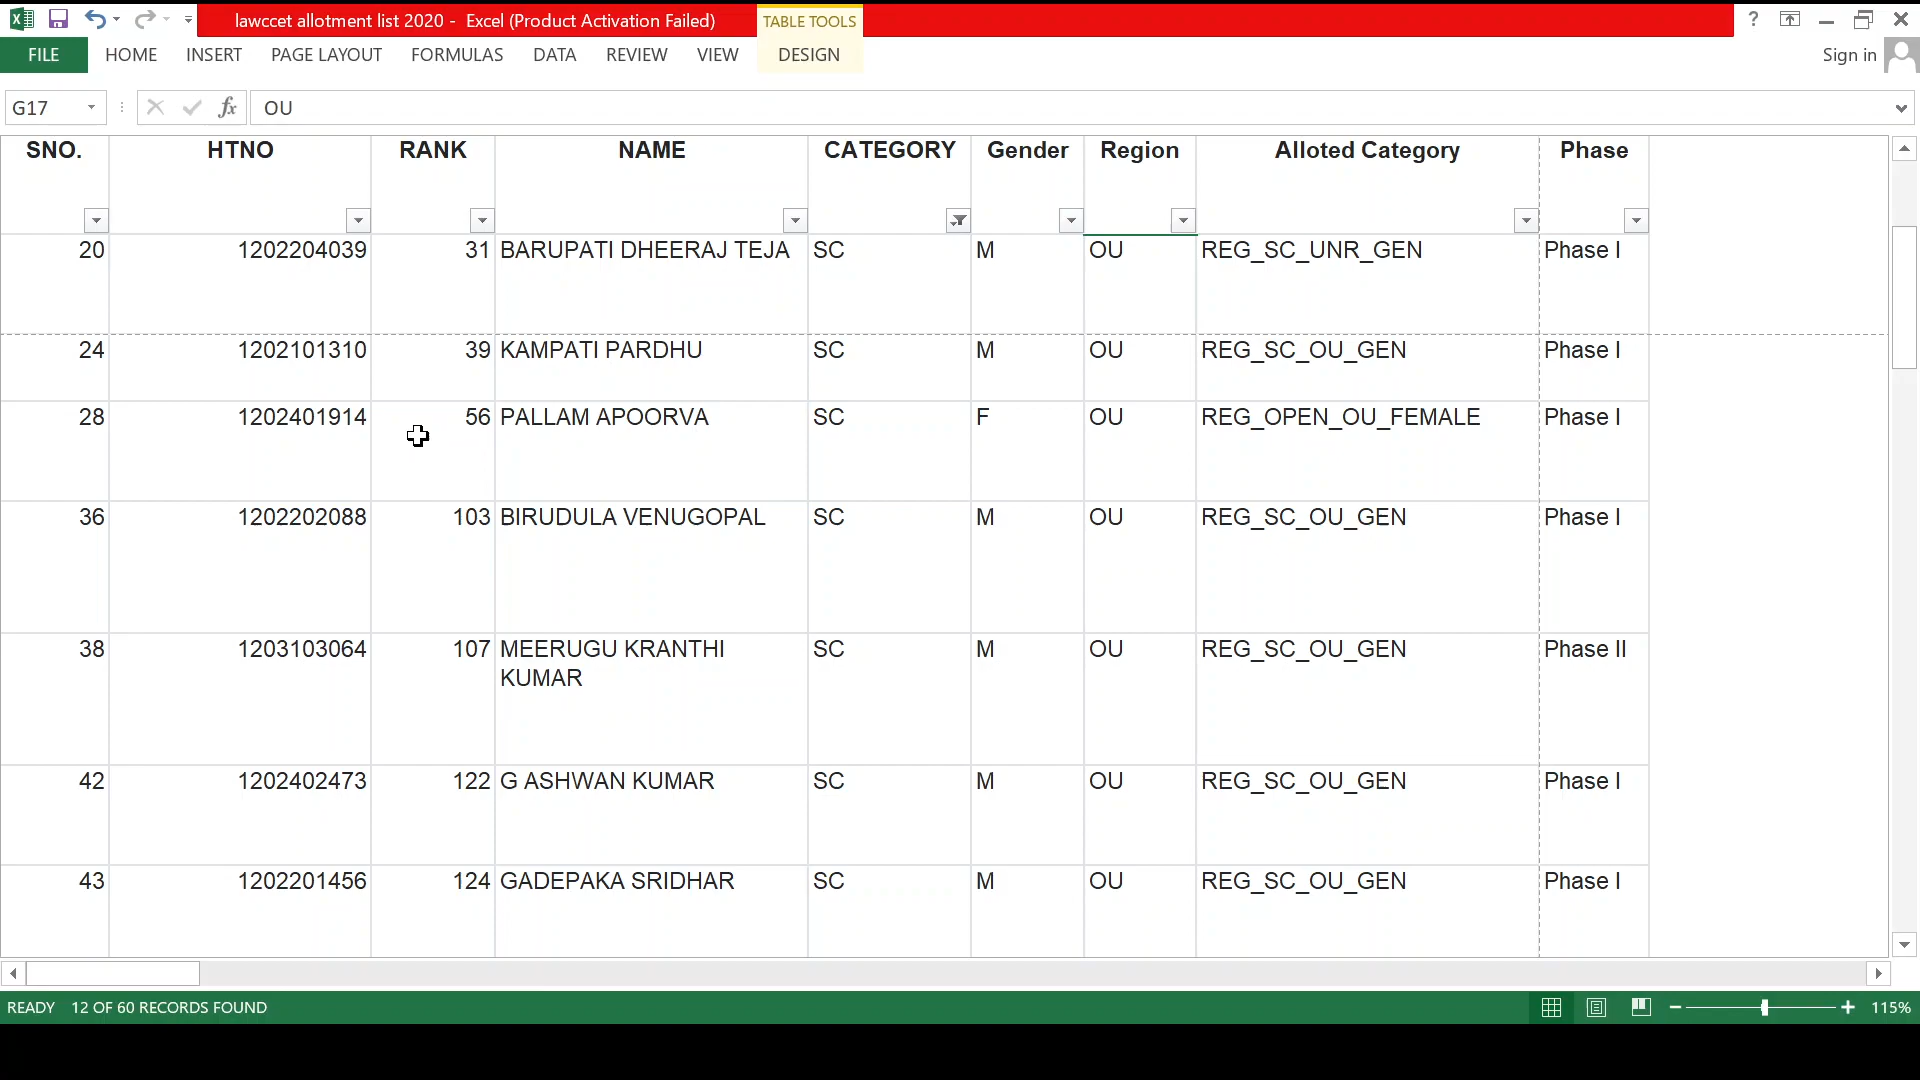 lawccet allotment list 2020 - Excel (Product Activation Failed)
TABLE TOOLS
?
FILE HOME INSERT PAGE LAYOUT FORMULAS DATA REVIEW VIEW DESIGN Sign in
G17 fx OU
SNO. HTNO RANK NAME CATEGORY Gender Region Alloted Category Phase
20 1202204039 31 BARUPATI DHEERAJ TEJA SC M OU REG_SC_UNR_GEN Phase I
24 1202101310 39 KAMPATI PARDHU SC M OU REG_SC_OU_GEN Phase I
28 1202401914 56 PALLAM APOORVA SC F OU REG_OPEN_OU_FEMALE Phase I
36 1202202088 103 BIRUDULA VENUGOPAL SC M OU REG_SC_OU_GEN Phase I
38 1203103064 107 MEERUGU KRANTHI SC M OU REG_SC_OU_GEN Phase II
KUMAR
42 1202402473 122 G ASHWAN KUMAR SC M OU REG_SC_OU_GEN Phase I
43 1202201456 124 GADEPAKA SRIDHAR SC M OU REG_SC_OU_GEN Phase I
READY 12 OF 60 RECORDS FOUND 115%